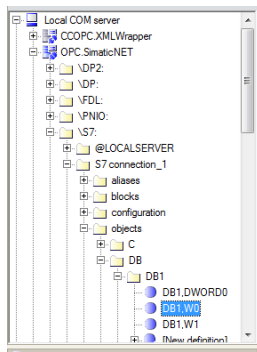 Local COM server
CCOPC.XMLWrapper
OPC.SimaticNET
\DP2:
\DP:
\FDL:
\PNIO:
\S7:
@LOCALSERVER
S7 connection_1
aliases
blocks
configuration
objects
C
DB
DB1
DB1,DWORD0
DB1,W0
DB1,W1
[New definition]